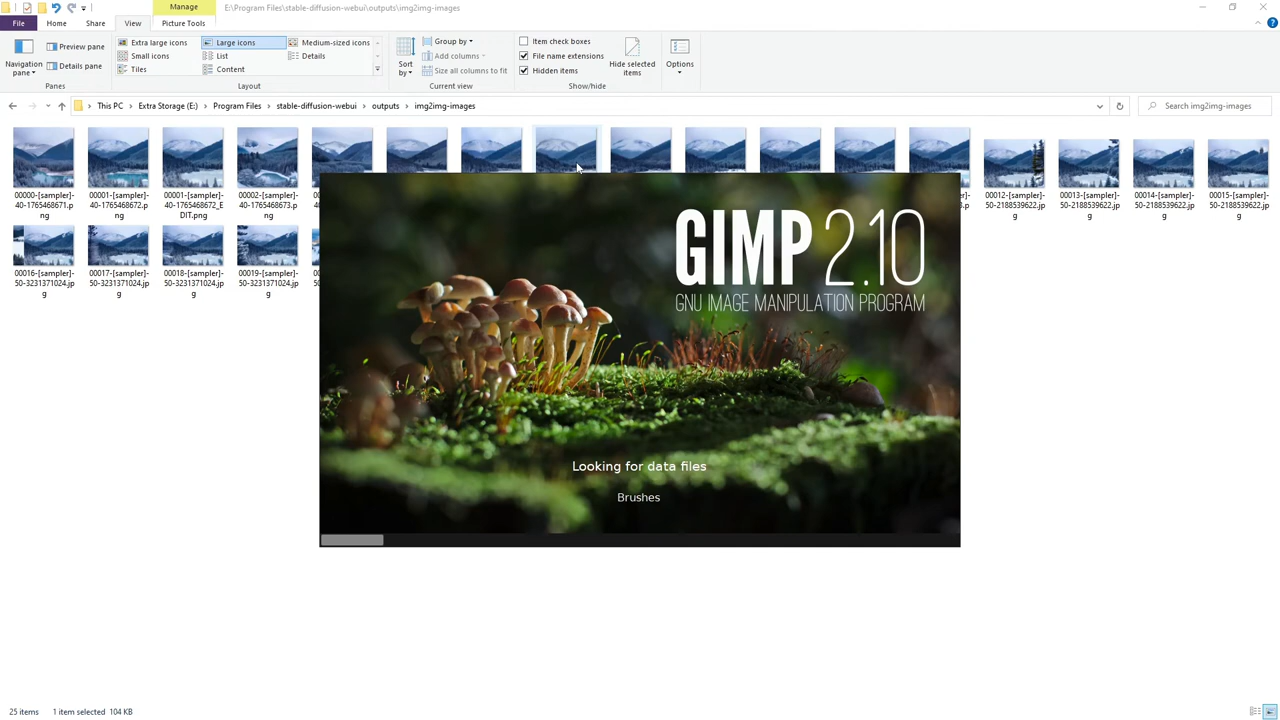 Manage
E:\Program Files\stable-diffusion-webui\outputs\img2img-images
File
Home
Share
View
Picture Tools
Navigation pane
Preview pane
Details pane
Panes
Extra large icons
Large icons
Medium-sized icons
Small icons
List
Details
Tiles
Content
Layout
Sort by
Group by
Add columns
Size all columns to fit
Current view
Item check boxes
File name extensions
Hidden items
Hide selected items
Show/hide
Options
This PC
Extra Storage (E:)
Program Files
stable-diffusion-webui
outputs
img2img-images
Search img2img-images
00000-[sampler]-40-1765468671.png
00001-[sampler]-40-1765468672.png
00001-[sampler]-40-1765468672_EDIT.png
00002-[sampler]-40-1765468673.png
00012-[sampler]-50-2188539622.jpg
00013-[sampler]-50-2188539622.jpg
00014-[sampler]-50-2188539622.jpg
00015-[sampler]-50-2188539622.jpg
00016-[sampler]-50-3231371024.jpg
00017-[sampler]-50-3231371024.jpg
00018-[sampler]-50-3231371024.jpg
00019-[sampler]-50-3231371024.jpg
GIMP 2.10
GNU IMAGE MANIPULATION PROGRAM
Looking for data files
Brushes
25 items
1 item selected 104 KB